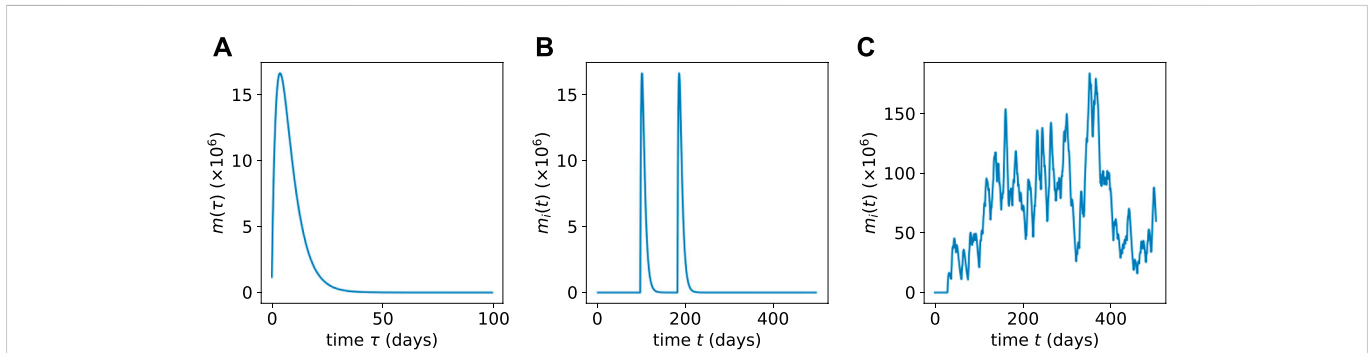 A
m(τ) (×10⁶)
15
10
5
0
0 50 100
time τ (days)
B
mᵢ(t) (×10⁶)
15
10
5
0
0 200 400
time t (days)
C
mᵢ(t) (×10⁶)
150
100
50
0
0 200 400
time t (days)